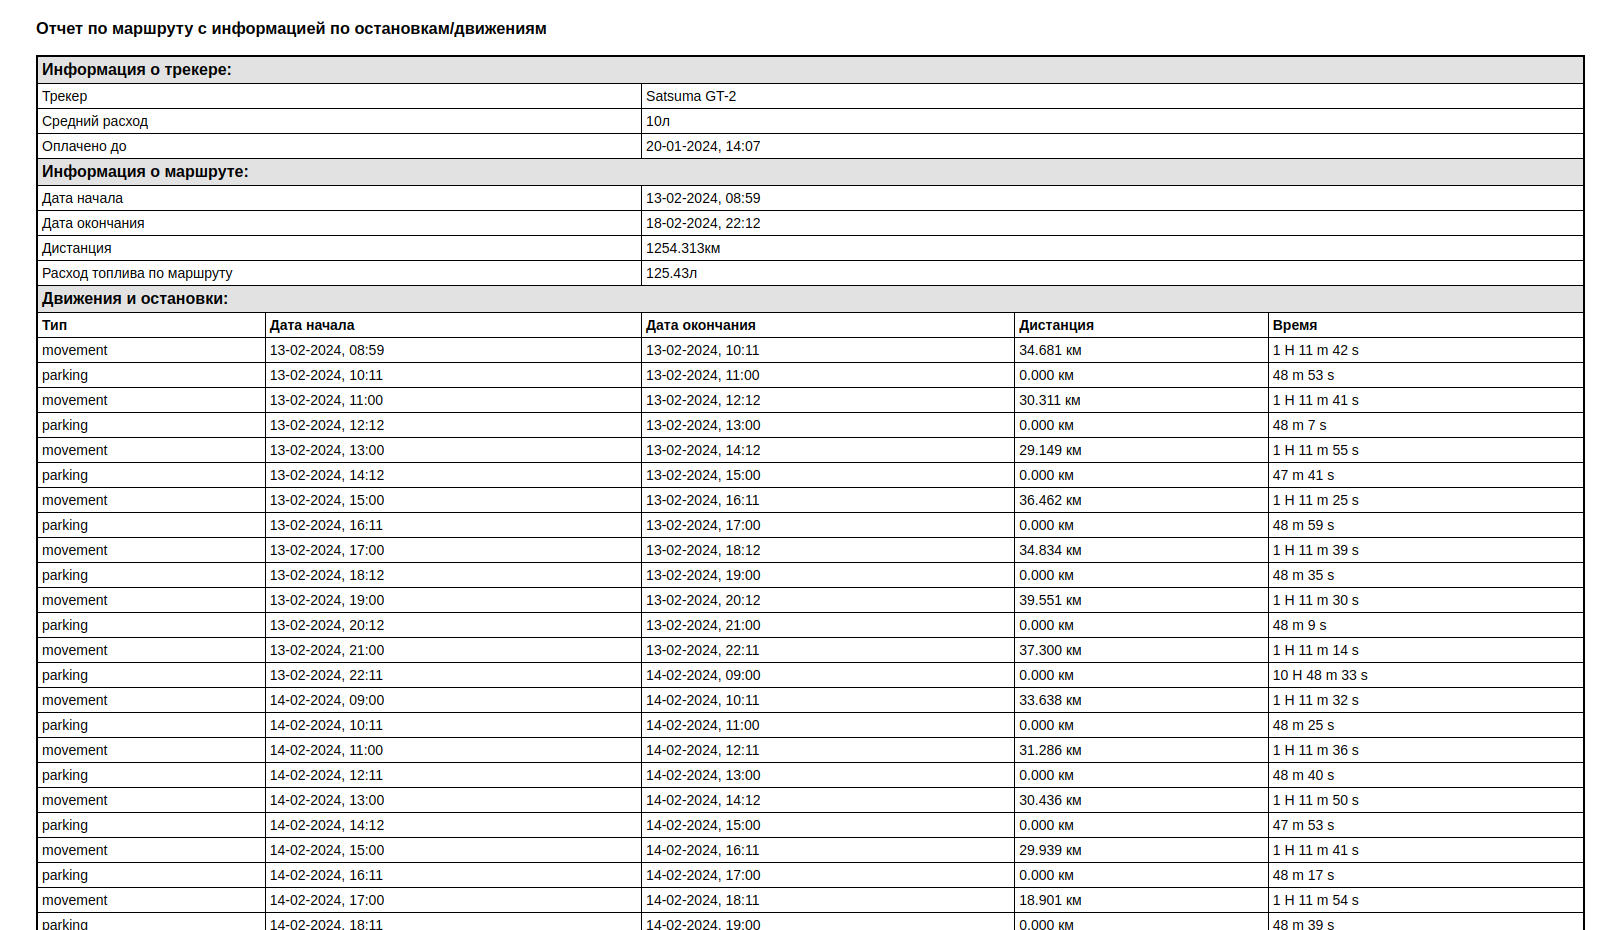 Отчет по маршруту с информацией по остановкам/движениям
Информация о трекере:
Трекер Satsuma GT-2
Средний расход 10л
Оплачено до 20-01-2024, 14:07
Информация о маршруте:
Дата начала 13-02-2024, 08:59
Дата окончания 18-02-2024, 22:12
Дистанция 1254.313км
Расход топлива по маршруту 125.43л
Движения и остановки:
Тип Дата начала Дата окончания Дистанция Время
movement 13-02-2024, 08:59 13-02-2024, 10:11 34.681 км 1 H 11 m 42 s
parking 13-02-2024, 10:11 13-02-2024, 11:00 0.000 км 48 m 53 s
movement 13-02-2024, 11:00 13-02-2024, 12:12 30.311 км 1 H 11 m 41 s
parking 13-02-2024, 12:12 13-02-2024, 13:00 0.000 км 48 m 7 s
movement 13-02-2024, 13:00 13-02-2024, 14:12 29.149 км 1 H 11 m 55 s
parking 13-02-2024, 14:12 13-02-2024, 15:00 0.000 км 47 m 41 s
movement 13-02-2024, 15:00 13-02-2024, 16:11 36.462 км 1 H 11 m 25 s
parking 13-02-2024, 16:11 13-02-2024, 17:00 0.000 км 48 m 59 s
movement 13-02-2024, 17:00 13-02-2024, 18:12 34.834 км 1 H 11 m 39 s
parking 13-02-2024, 18:12 13-02-2024, 19:00 0.000 км 48 m 35 s
movement 13-02-2024, 19:00 13-02-2024, 20:12 39.551 км 1 H 11 m 30 s
parking 13-02-2024, 20:12 13-02-2024, 21:00 0.000 км 48 m 9 s
movement 13-02-2024, 21:00 13-02-2024, 22:11 37.300 км 1 H 11 m 14 s
parking 13-02-2024, 22:11 14-02-2024, 09:00 0.000 км 10 H 48 m 33 s
movement 14-02-2024, 09:00 14-02-2024, 10:11 33.638 км 1 H 11 m 32 s
parking 14-02-2024, 10:11 14-02-2024, 11:00 0.000 км 48 m 25 s
movement 14-02-2024, 11:00 14-02-2024, 12:11 31.286 км 1 H 11 m 36 s
parking 14-02-2024, 12:11 14-02-2024, 13:00 0.000 км 48 m 40 s
movement 14-02-2024, 13:00 14-02-2024, 14:12 30.436 км 1 H 11 m 50 s
parking 14-02-2024, 14:12 14-02-2024, 15:00 0.000 км 47 m 53 s
movement 14-02-2024, 15:00 14-02-2024, 16:11 29.939 км 1 H 11 m 41 s
parking 14-02-2024, 16:11 14-02-2024, 17:00 0.000 км 48 m 17 s
movement 14-02-2024, 17:00 14-02-2024, 18:11 18.901 км 1 H 11 m 54 s
parking 14-02-2024, 18:11 14-02-2024, 19:00 0.000 км 48 m 39 s